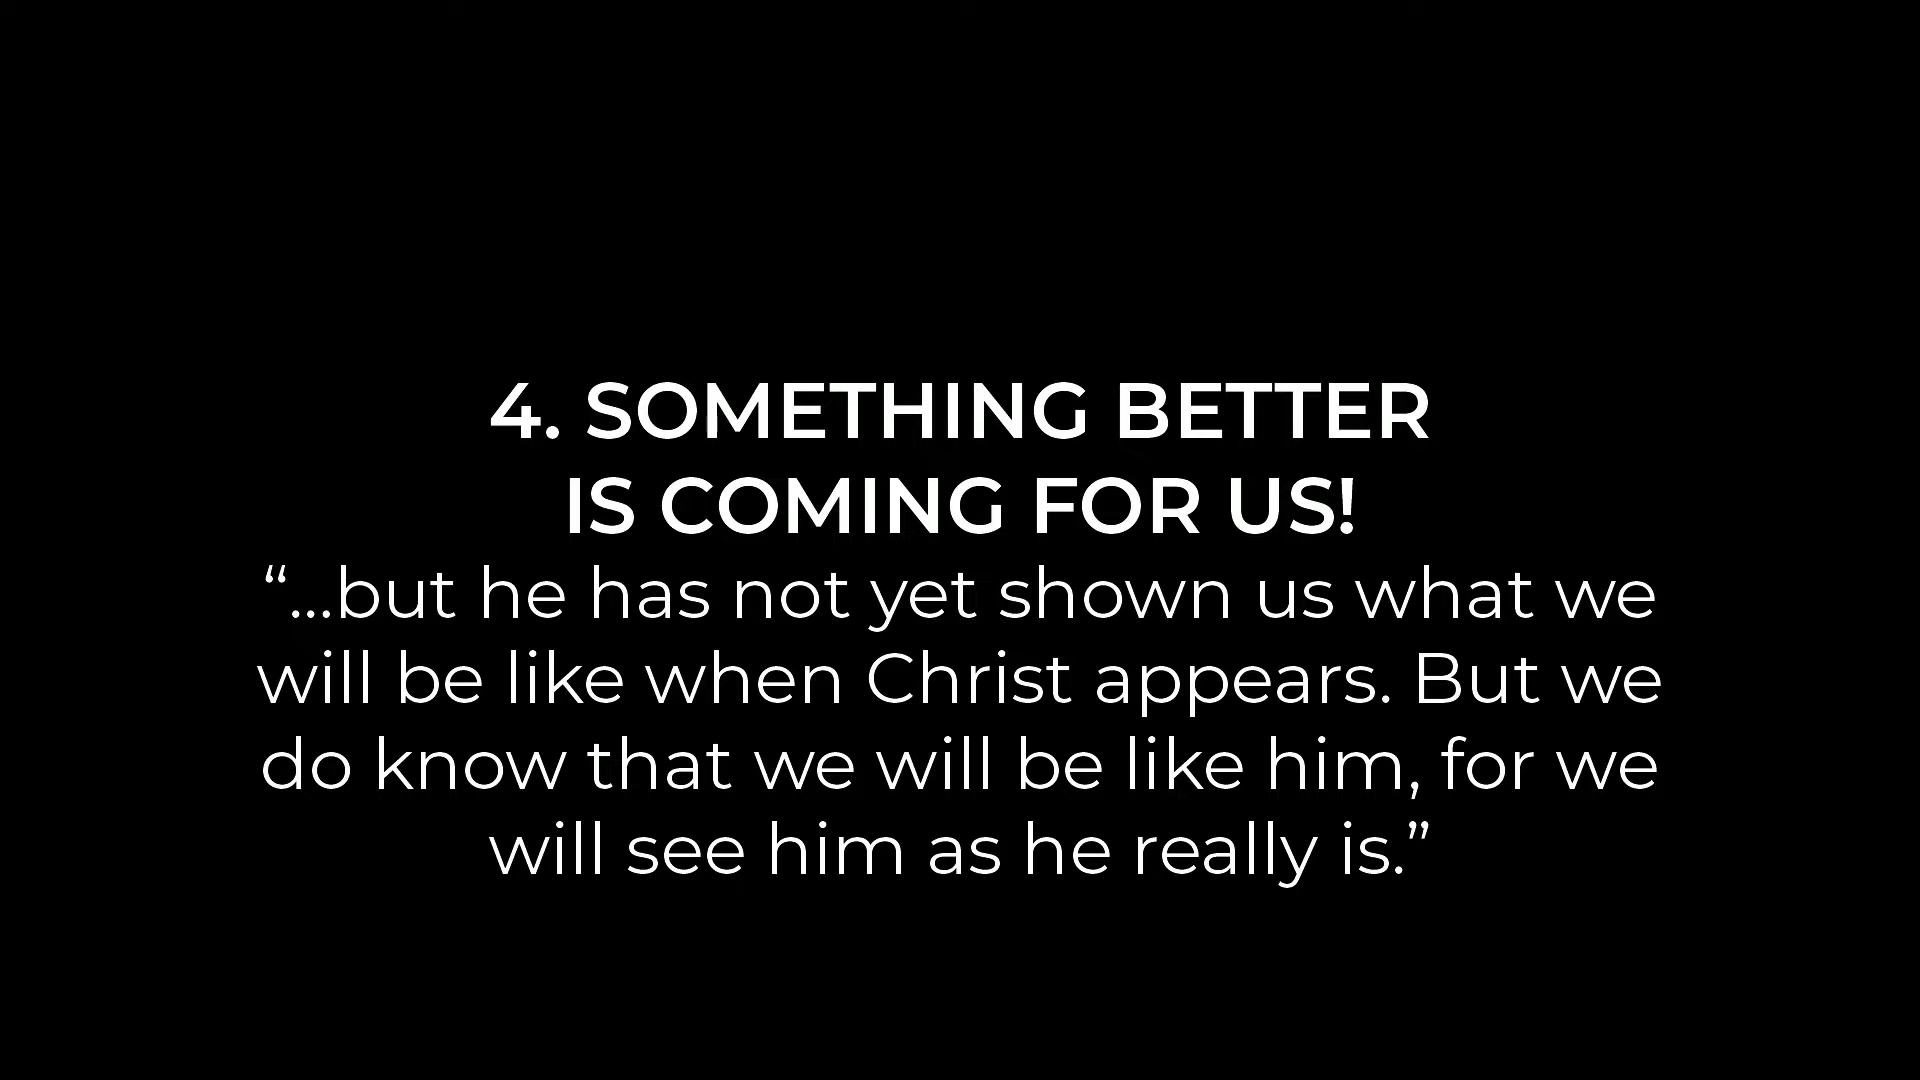 4. SOMETHING BETTER
IS COMING FOR US!
“...but he has not yet shown us what we
will be like when Christ appears. But we
do know that we will be like him, for we
will see him as he really is.”